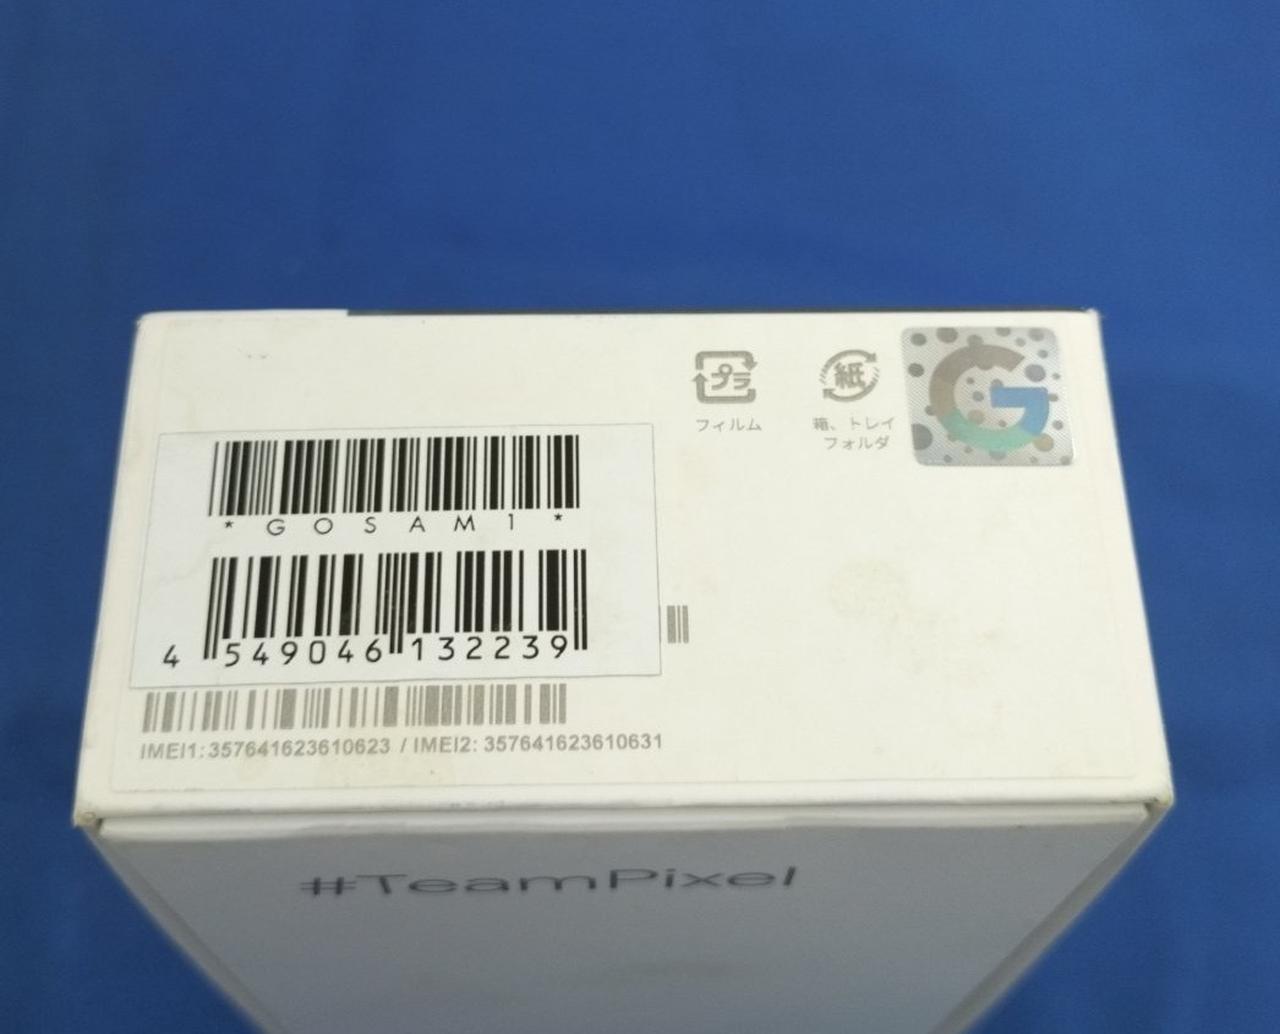 プラ
紙
フィルム
箱、トレイ
フォルダ
G
* G O S A M 1 *
4 549046 132239
IMEI1: 357641623610623 / IMEI2: 357641623610631
#TeamPixel